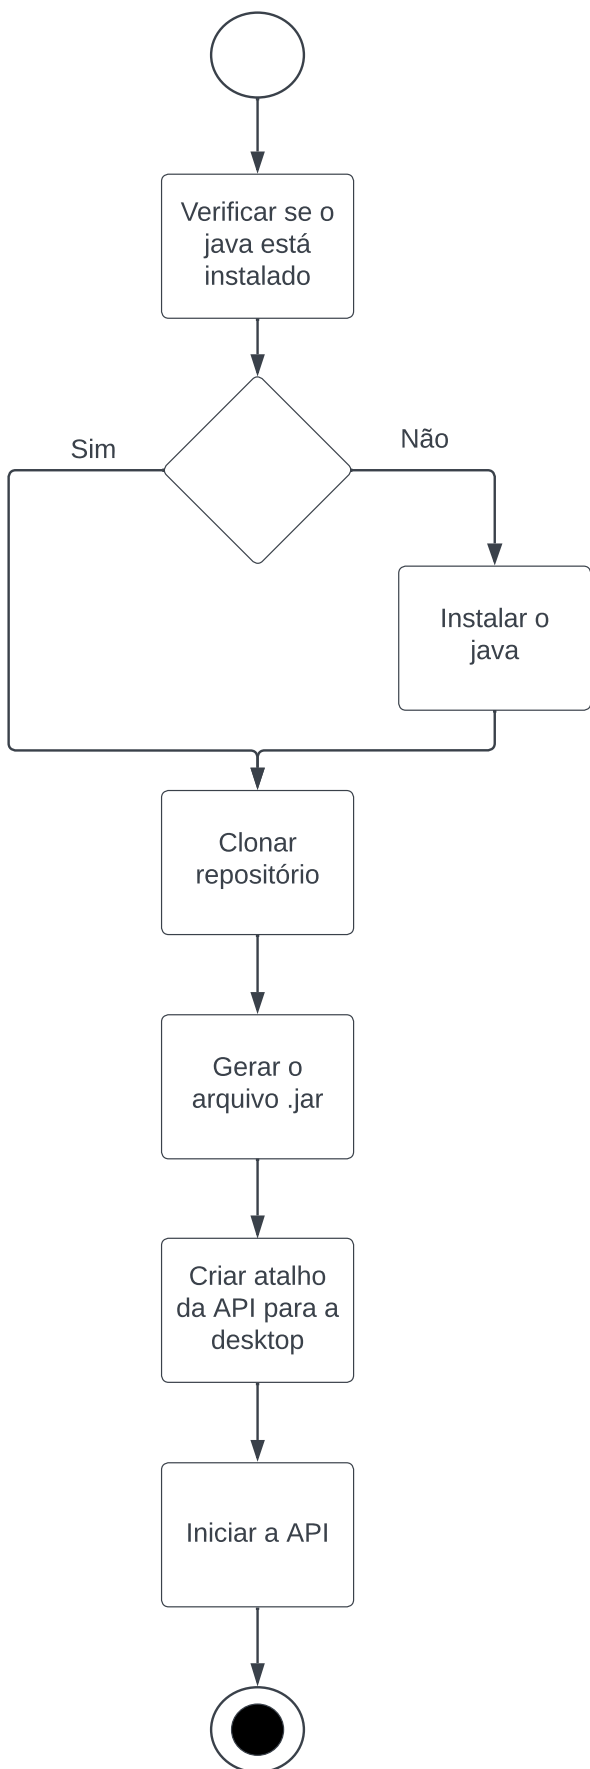 Verificar se o
java está
instalado
Sim
Não
Instalar o
java
Clonar
repositório
Gerar o
arquivo .jar
Criar atalho
da API para a
desktop
Iniciar a API